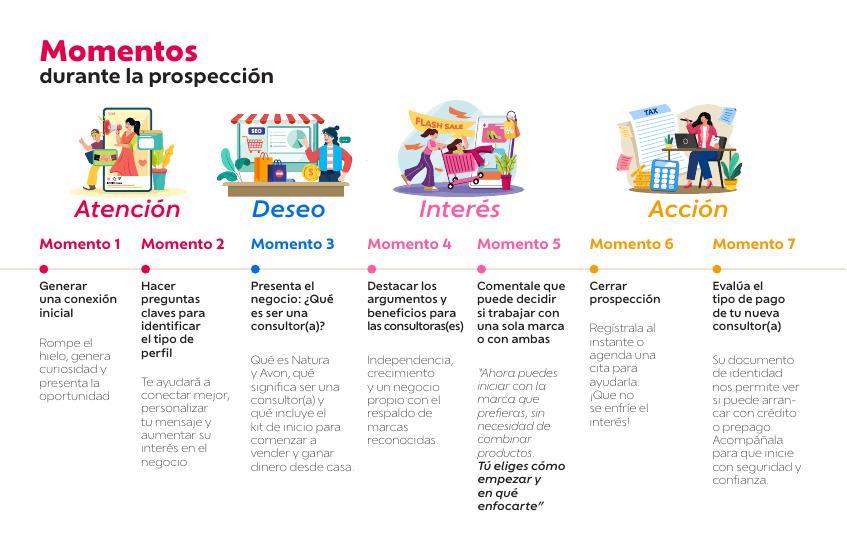 Momentos
durante la prospección
SEO
FLASH SALE
TAX
Atención
Deseo
Interés
Acción
Momento 1
Generar
una conexión
inicial
Rompe el
hielo, genera
curiosidad y
presenta la
oportunidad
Momento 2
Hacer
preguntas
claves para
identificar
el tipo de
perfil
Te ayudará a
conectar mejor,
personalizar
tu mensaje y
aumentar su
interés en el
negocio
Momento 3
Presenta el
negocio: ¿Qué
es ser una
consultor(a)?
Qué es Natura
y Avon, qué
significa ser una
consultor(a) y
qué incluye el
kit de inicio para
comenzar a
vender y ganar
dinero desde casa.
Momento 4
Destacar los
argumentos y
beneficios para
las consultoras(es)
Independencia,
crecimiento
y un negocio
propio con el
respaldo de
marcas
reconocidas.
Momento 5
Comentale que
puede decidir
si trabajar con
una sola marca
o con ambas
"Ahora puedes
iniciar con la
marca que
prefieras, sin
necesidad de
combinar
productos.
Tú eliges cómo
empezar y
en qué
enfocarte"
Momento 6
Cerrar
prospección
Regístrala al
instante o
agenda una
cita para
ayudarla.
¡Que no
se enfríe el
interés!
Momento 7
Evalúa el
tipo de pago
de tu nueva
consultor(a)
Su documento
de identidad
nos permite ver
si puede arran-
car con crédito
o prepago.
Acompáñala
para que inicie
con seguridad y
confianza.